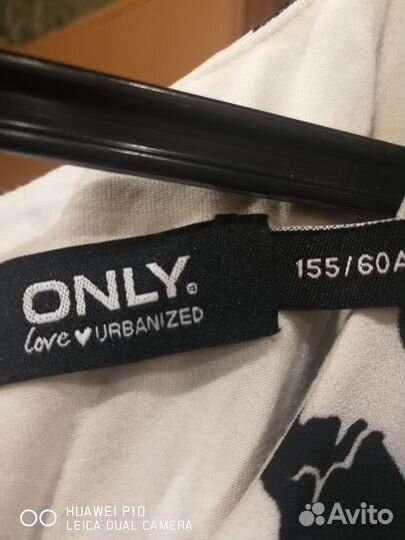 ONLY.
love ♥ URBANIZED
155/60A
HUAWEI P10
LEICA DUAL CAMERA
Avito